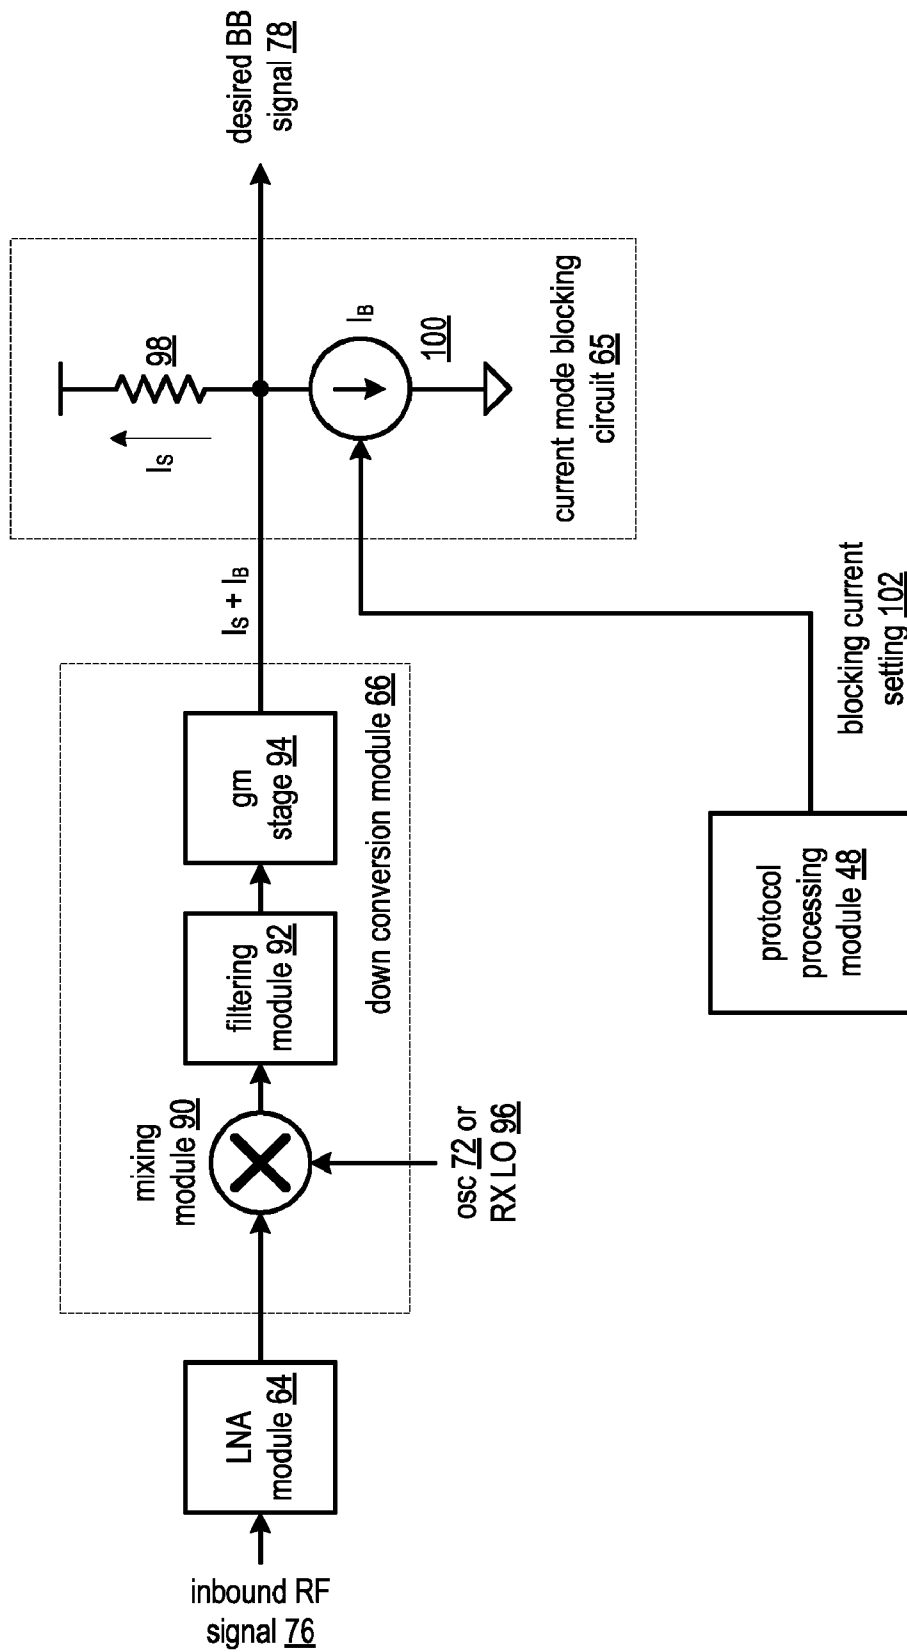 inbound RF
signal 76
LNA
module 64
mixing
module 90
osc 72 or
RX LO 96
filtering
module 92
gm
stage 94
down conversion module 66
IS + IB
IS
98
IB
100
current mode blocking
circuit 65
desired BB
signal 78
protocol
processing
module 48
blocking current
setting 102